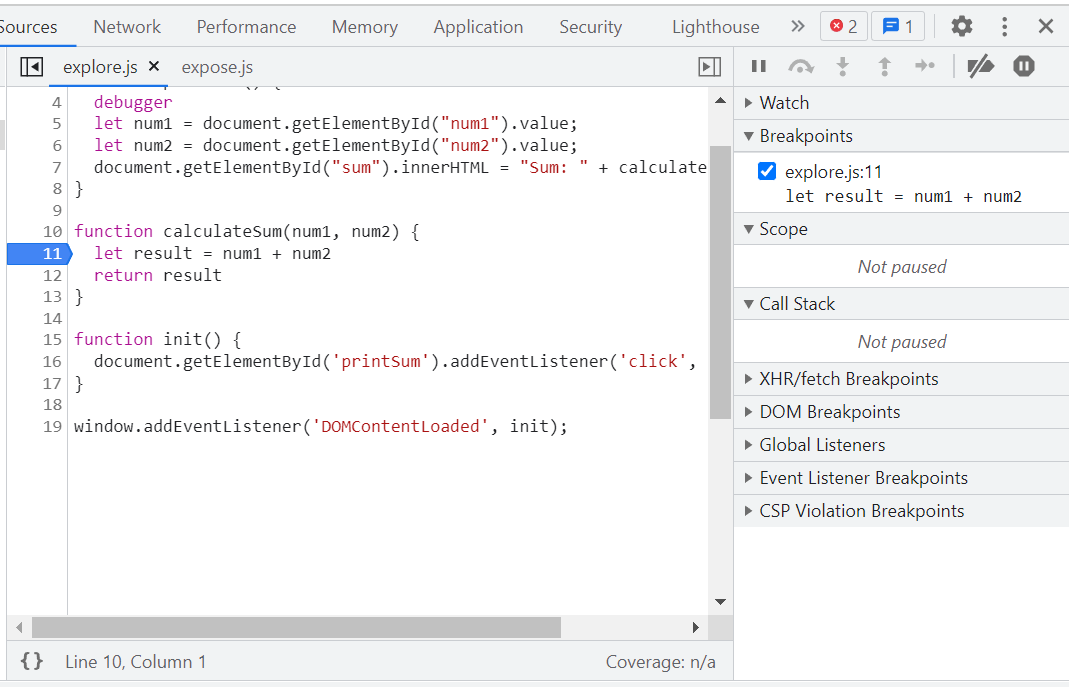 Sources Network Performance Memory Application Security Lighthouse 2 1
explore.js expose.js
4 debugger
5 let num1 = document.getElementById("num1").value;
6 let num2 = document.getElementById("num2").value;
7 document.getElementById("sum").innerHTML = "Sum: " + calculate
8 }
9
10 function calculateSum(num1, num2) {
11 let result = num1 + num2
12 return result
13 }
14
15 function init() {
16 document.getElementById('printSum').addEventListener('click',
17 }
18
19 window.addEventListener('DOMContentLoaded', init);
{ } Line 10, Column 1 Coverage: n/a
Watch
Breakpoints
explore.js:11
let result = num1 + num2
Scope
Not paused
Call Stack
Not paused
XHR/fetch Breakpoints
DOM Breakpoints
Global Listeners
Event Listener Breakpoints
CSP Violation Breakpoints